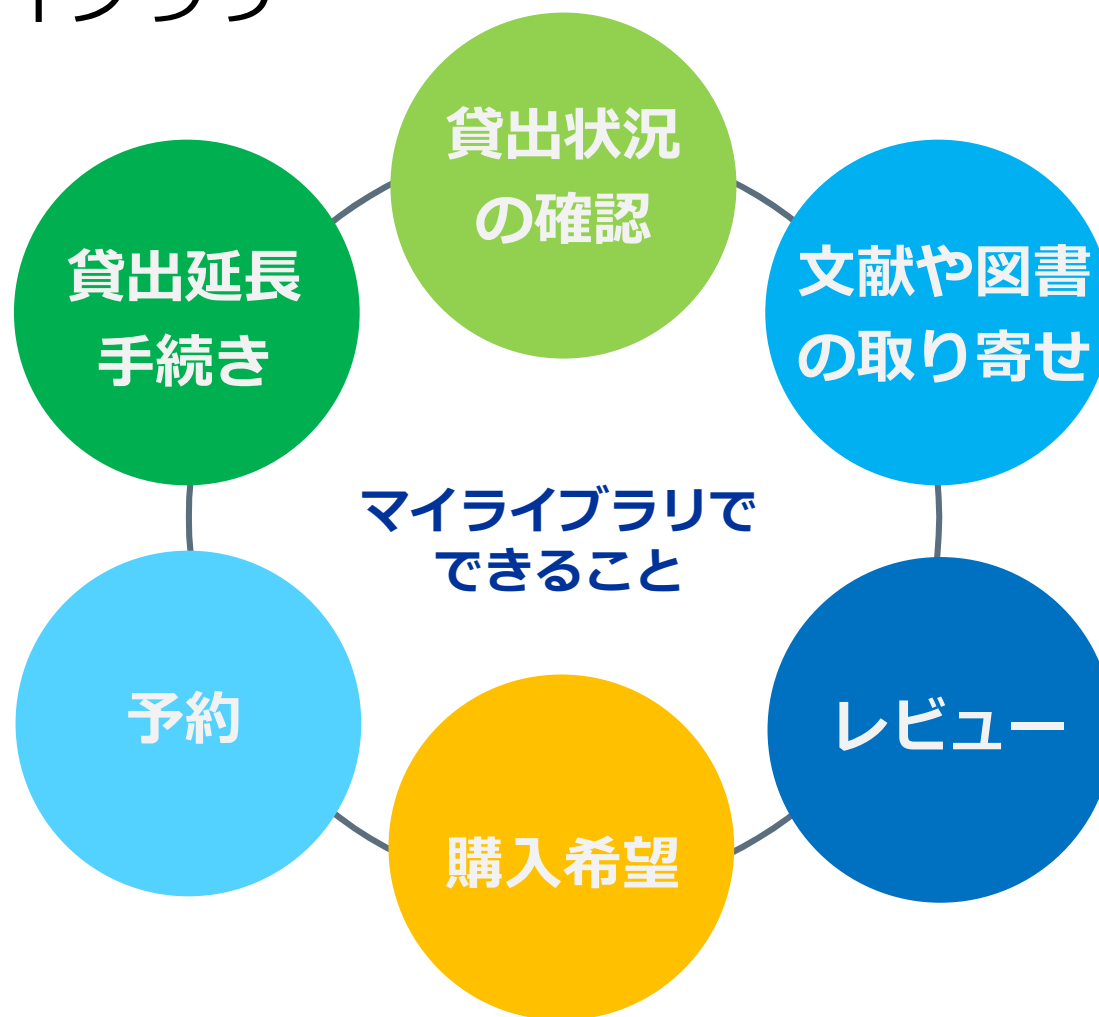 貸出状況
の確認
文献や図書
の取り寄せ
レビュー
購入希望
予約
貸出延長
手続き
マイライブラリで
できること